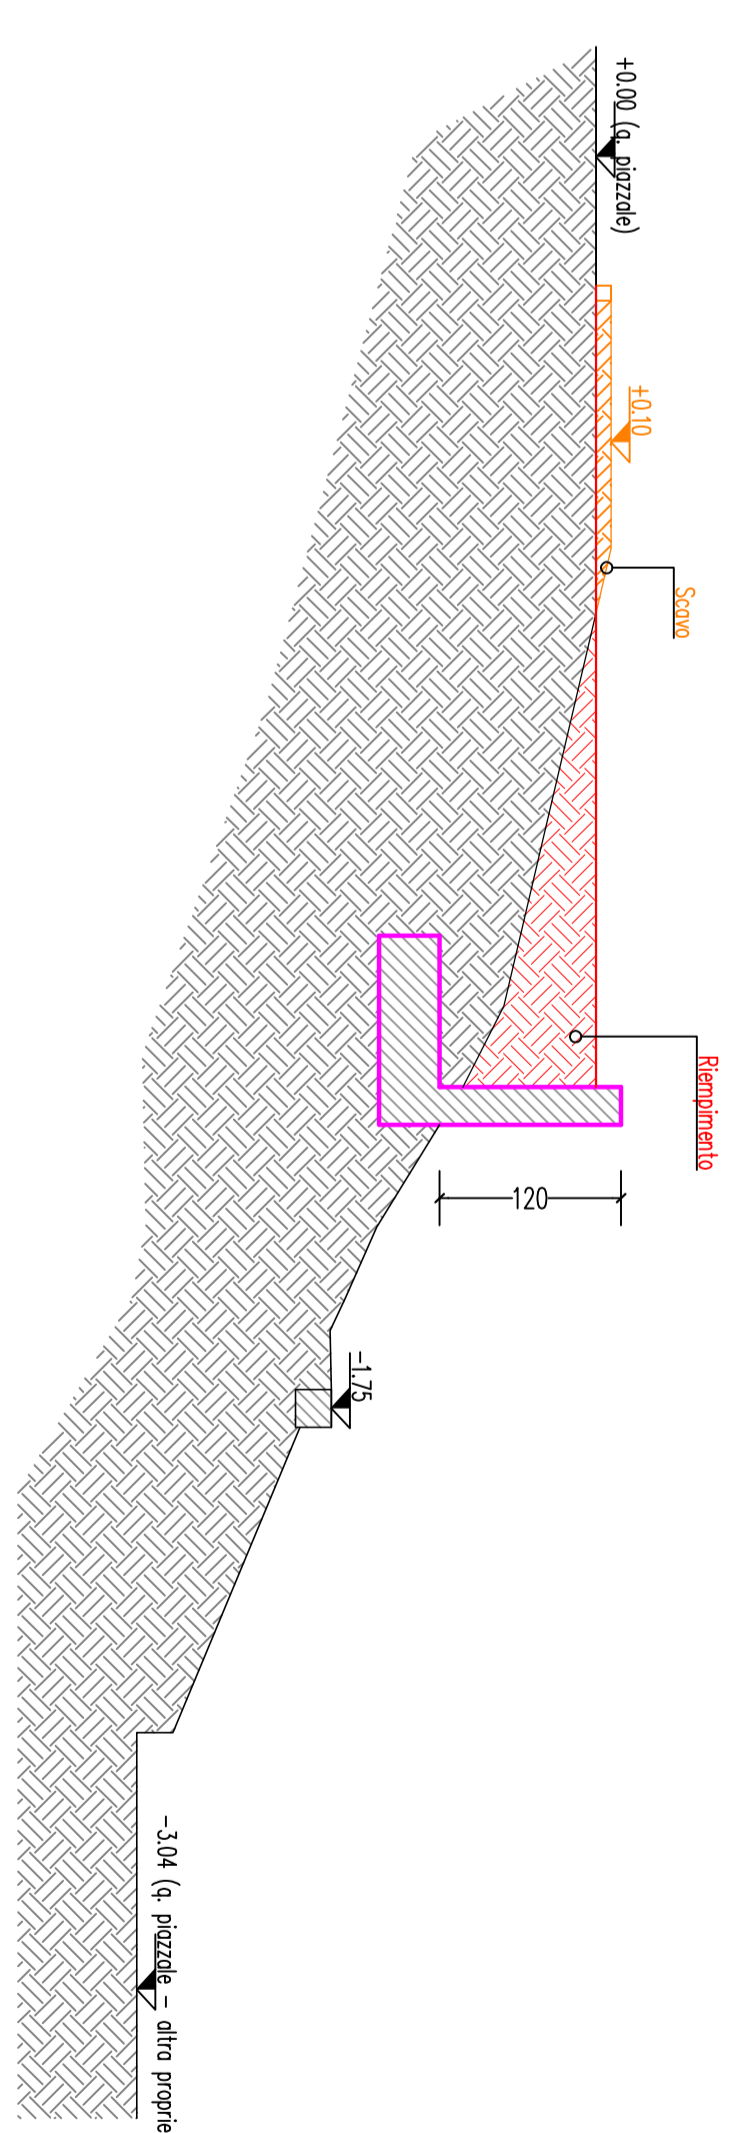 +0.00 (q. piazzale)
+0.10
Scavo
Riempimento
120
-1.75
-3.04 (q. piazzale - altra proprie